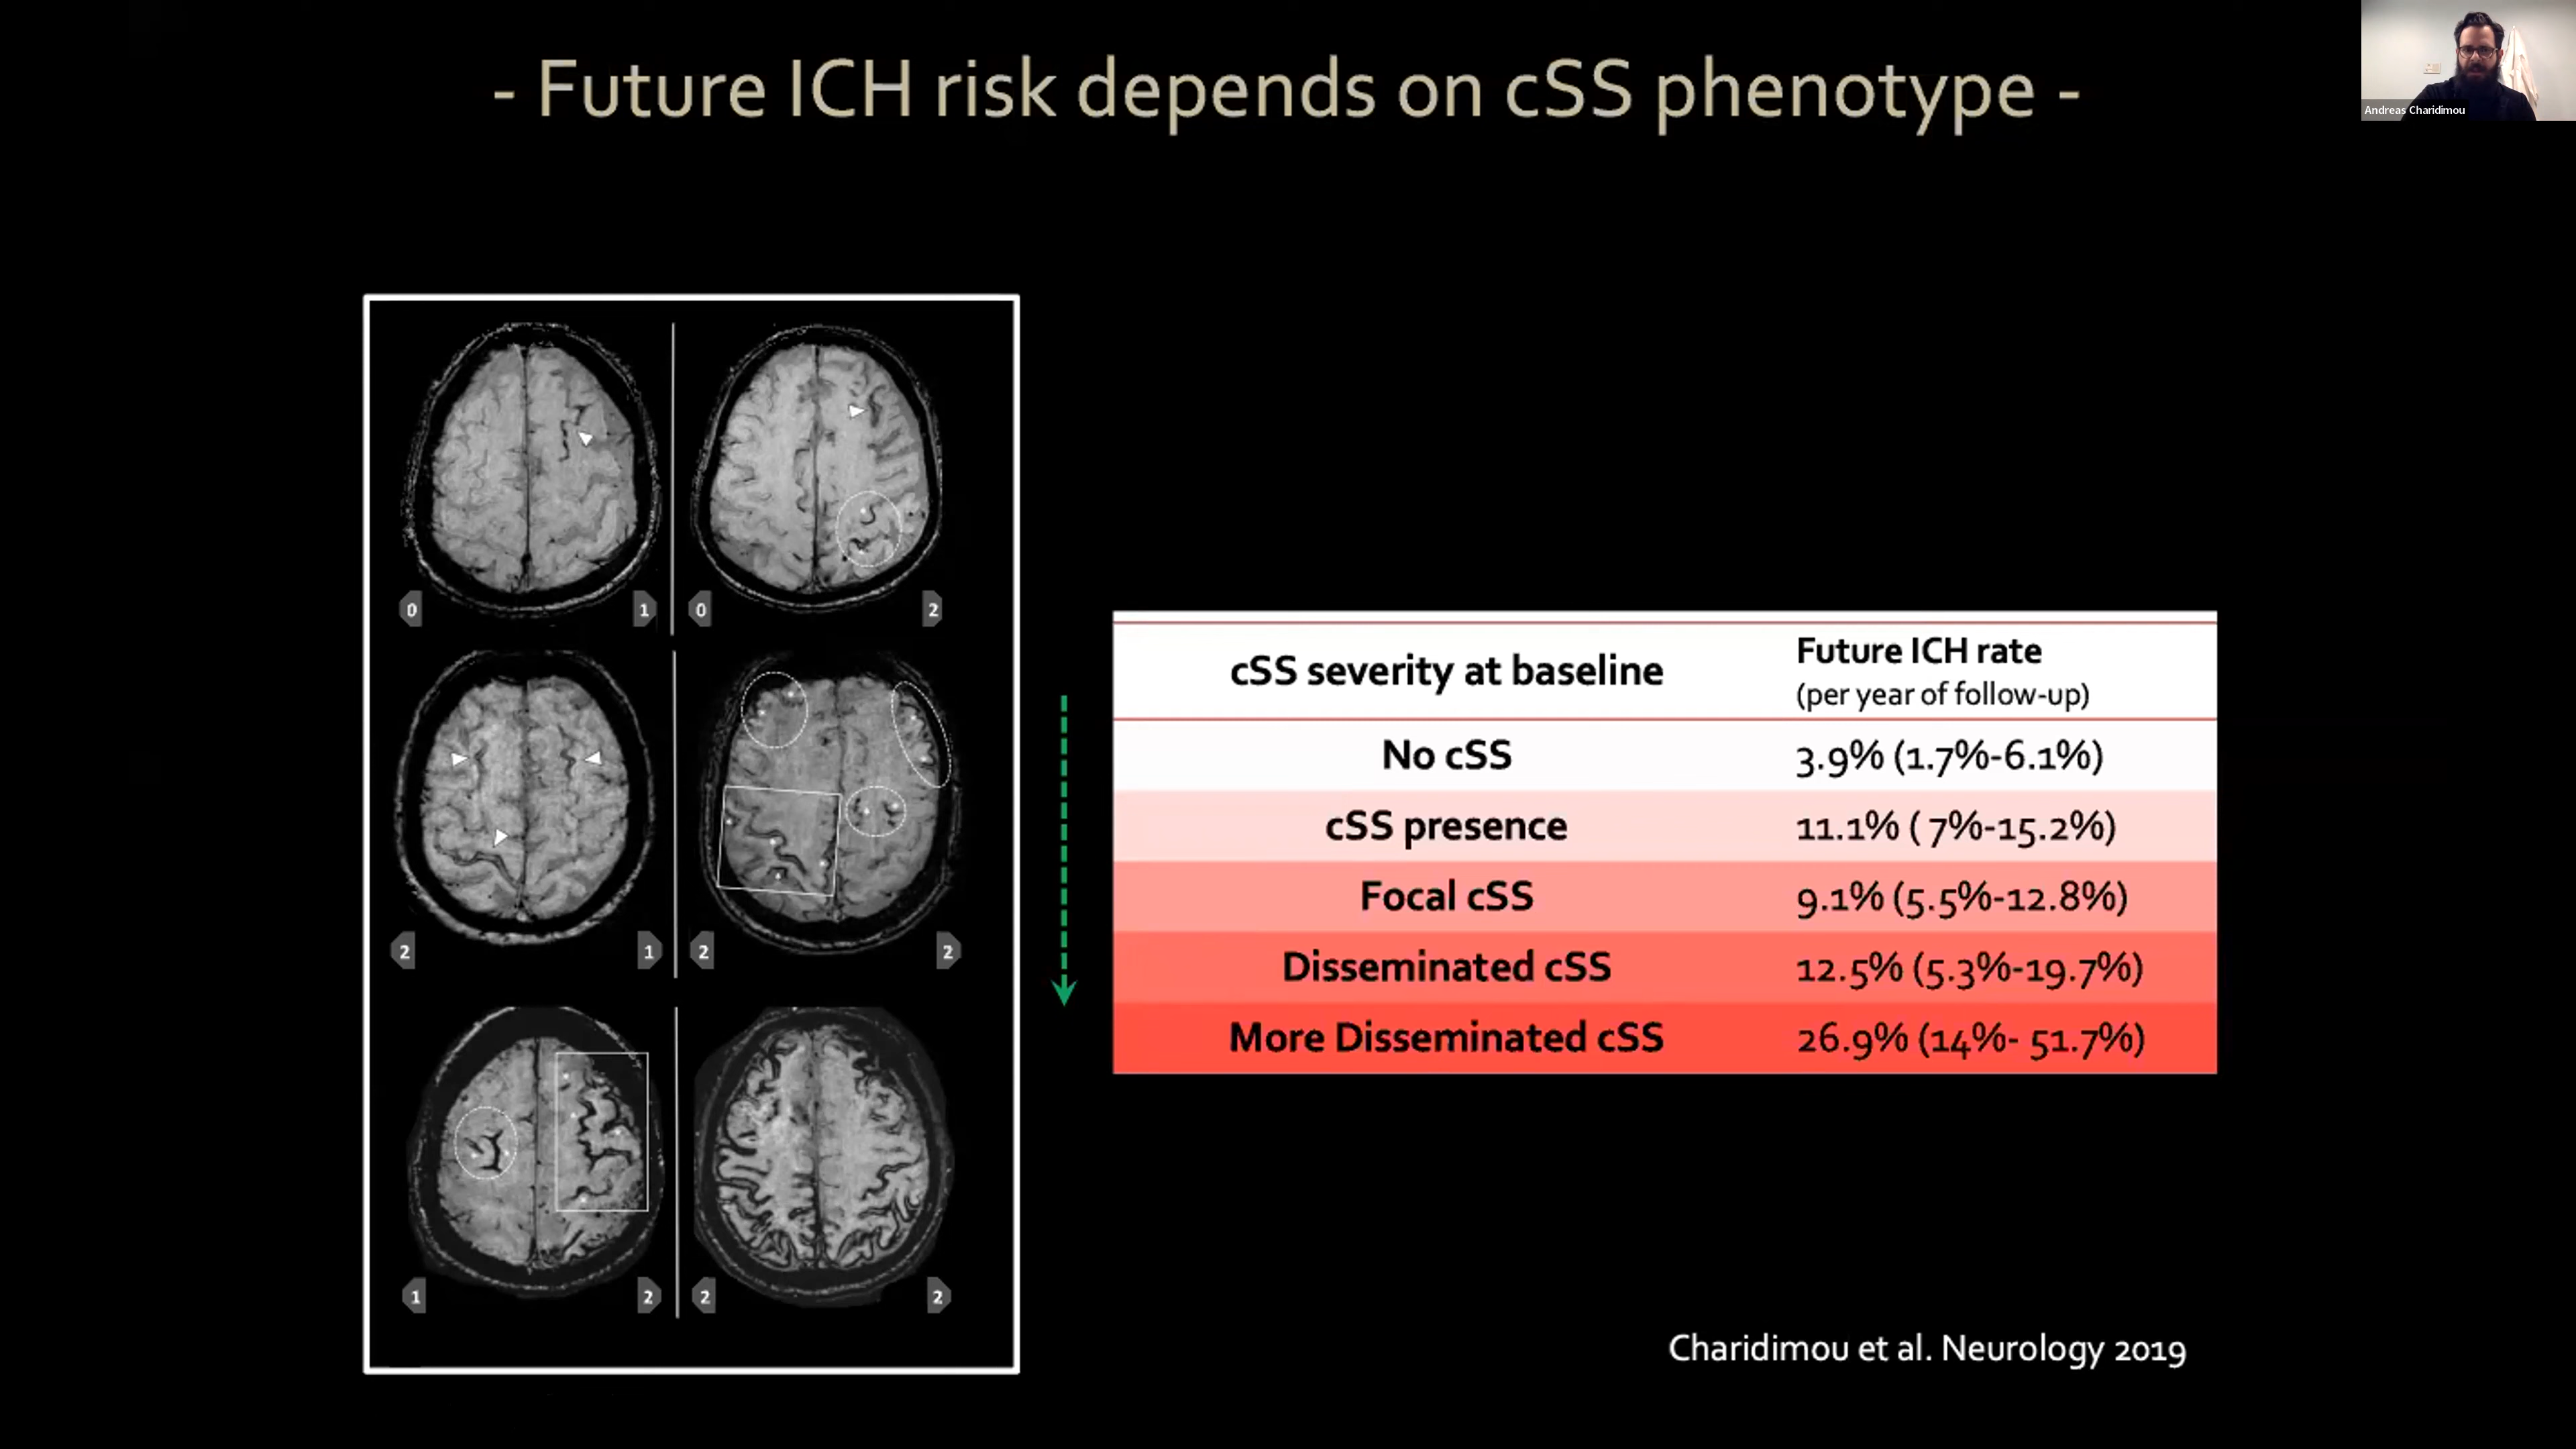 - Future ICH risk depends on cSS phenotype -
Andreas Charidimou
0 1 0 2
2 1 2 2
1 2 2 2
cSS severity at baseline Future ICH rate
(per year of follow-up)
No cSS 3.9% (1.7%-6.1%)
cSS presence 11.1% ( 7%-15.2%)
Focal cSS 9.1% (5.5%-12.8%)
Disseminated cSS 12.5% (5.3%-19.7%)
More Disseminated cSS 26.9% (14%- 51.7%)
Charidimou et al. Neurology 2019